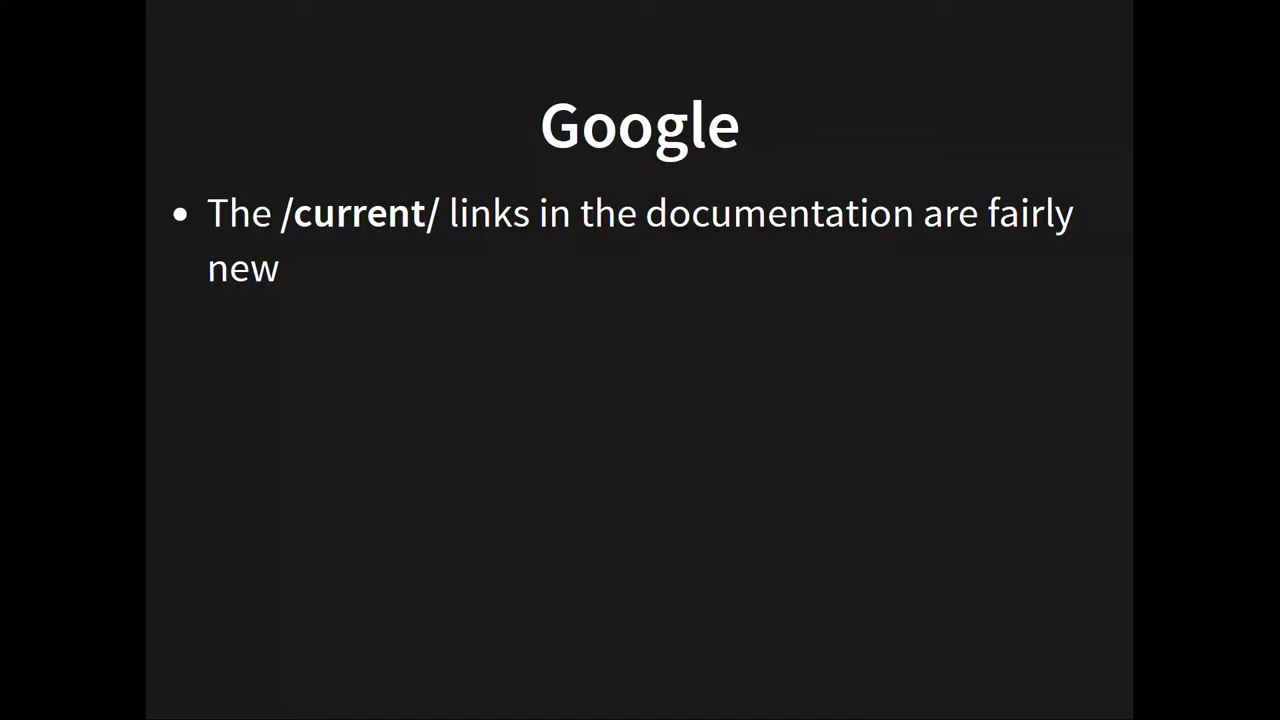 Google
• The /current/ links in the documentation are fairly
new